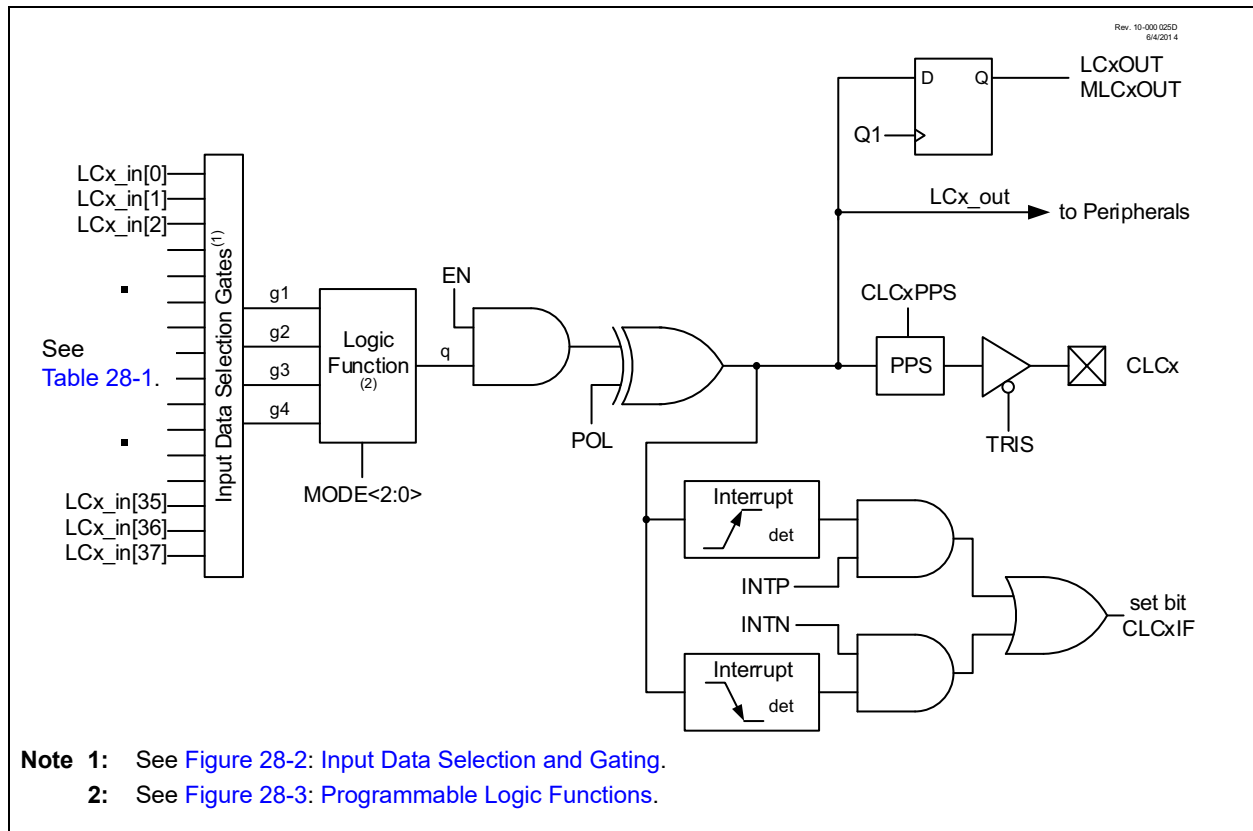 Rev. 10-000 025D
6/4/201 4
LCxOUT
MLCxOUT
D
Q
Q1
LCx_in[0]
LCx_in[1]
LCx_in[2]
LCx_out
to Peripherals
Input Data Selection Gates(1)
EN
CLCxPPS
g1
g2
g3
g4
Logic
Function
(2)
q
See
Table 28-1.
PPS
CLCx
POL
TRIS
MODE<2:0>
LCx_in[35]
LCx_in[36]
LCx_in[37]
Interrupt
det
INTP
INTN
set bit
CLCxIF
Interrupt
det
Note 1: See Figure 28-2: Input Data Selection and Gating.
2: See Figure 28-3: Programmable Logic Functions.